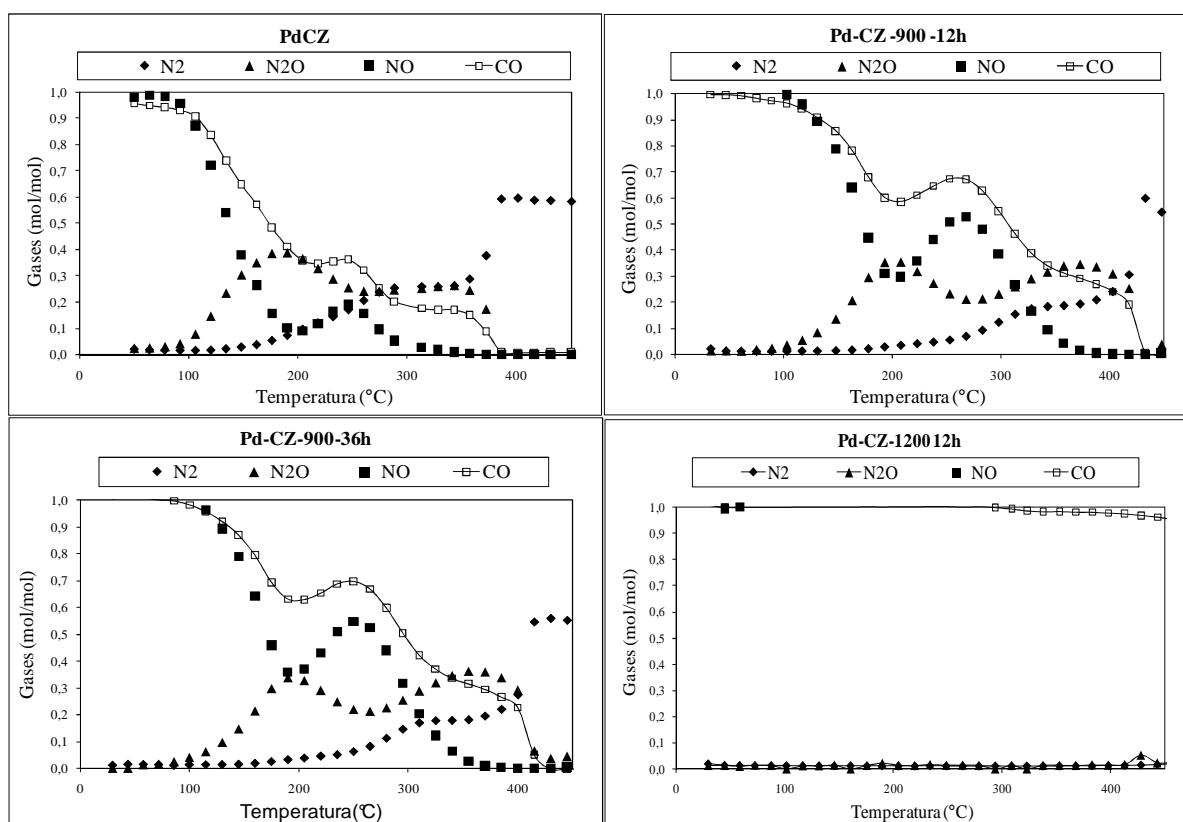 PdCZ
N2 N2O NO CO
1,0
0,9
0,8
0,7
0,6
0,5
0,4
0,3
0,2
0,1
0,0
Gases (mol/mol)
0 100 200 300 400
Temperatura (°C)
Pd-CZ-900-12h
N2 N2O NO CO
1,0
0,9
0,8
0,7
0,6
0,5
0,4
0,3
0,2
0,1
0,0
Gases (mol/mol)
0 100 200 300 400
Temperatura (°C)
Pd-CZ-900-36h
N2 N2O NO CO
1,0
0,9
0,8
0,7
0,6
0,5
0,4
0,3
0,2
0,1
0,0
Gases (mol/mol)
0 100 200 300 400
Temperatura(°C)
Pd-CZ-120012h
N2 N2O NO CO
1,0
0,9
0,8
0,7
0,6
0,5
0,4
0,3
0,2
0,1
0,0
Gases (mol/mol)
0 100 200 300 400
Temperatura (°C)